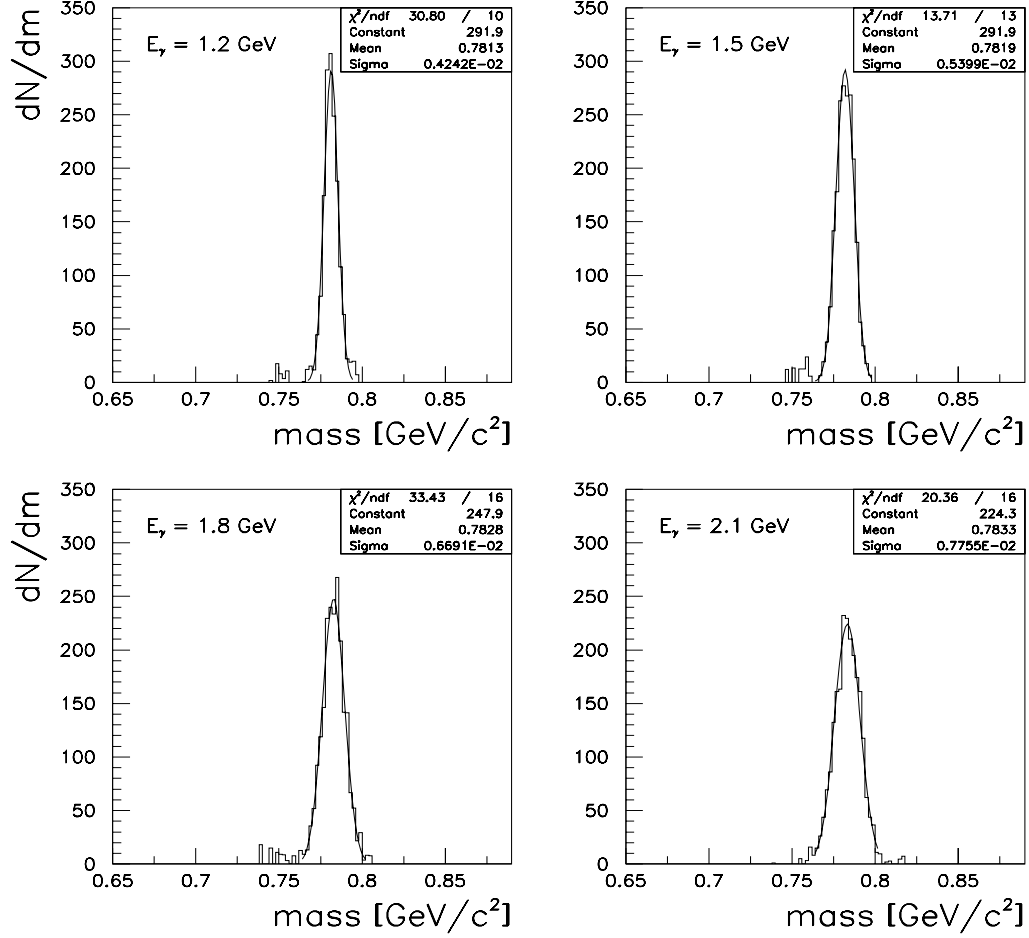 dN/dm
E_γ = 1.2 GeV
χ²/ndf 30.80 / 10
Constant 291.9
Mean 0.7813
Sigma 0.4242E-02
350
300
250
200
150
100
50
0
0.65 0.7 0.75 0.8 0.85
mass [GeV/c²]
E_γ = 1.5 GeV
χ²/ndf 13.71 / 13
Constant 291.9
Mean 0.7819
Sigma 0.5399E-02
350
300
250
200
150
100
50
0
0.65 0.7 0.75 0.8 0.85
mass [GeV/c²]
dN/dm
E_γ = 1.8 GeV
χ²/ndf 33.43 / 16
Constant 247.9
Mean 0.7828
Sigma 0.6691E-02
350
300
250
200
150
100
50
0
0.65 0.7 0.75 0.8 0.85
mass [GeV/c²]
E_γ = 2.1 GeV
χ²/ndf 20.36 / 16
Constant 224.3
Mean 0.7833
Sigma 0.7755E-02
350
300
250
200
150
100
50
0
0.65 0.7 0.75 0.8 0.85
mass [GeV/c²]